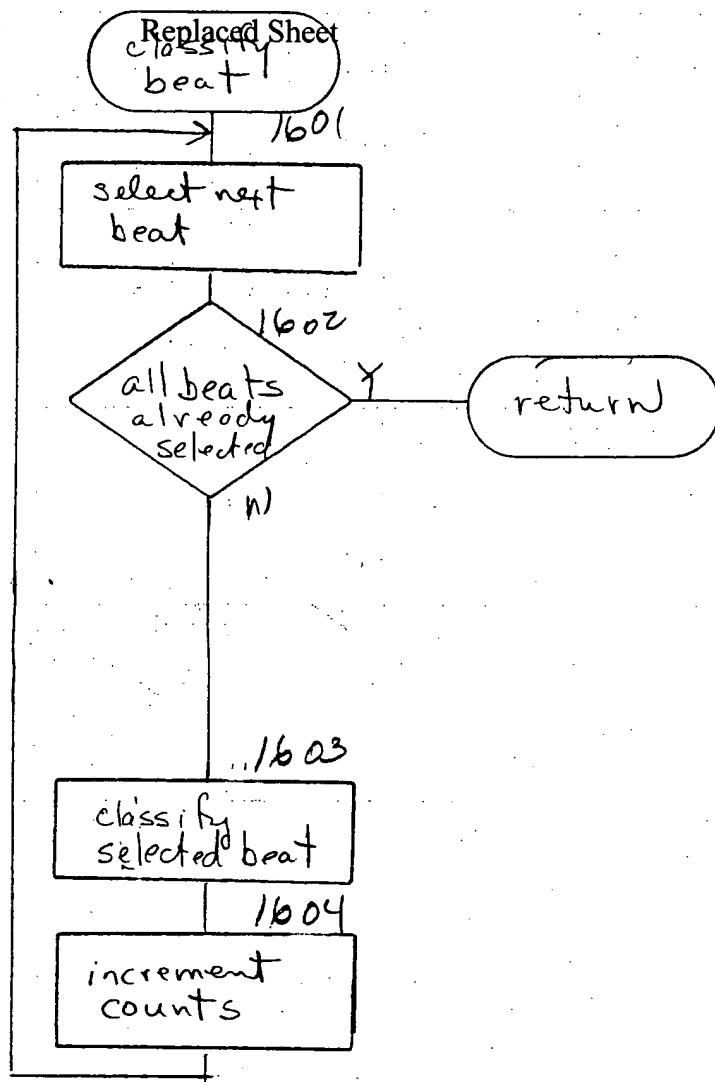 Replaced Sheet
classify
beat
1601
select next
beat
1602
all beats
already
selected
Y
return
N
1603
classify
selected beat
1604
increment
counts